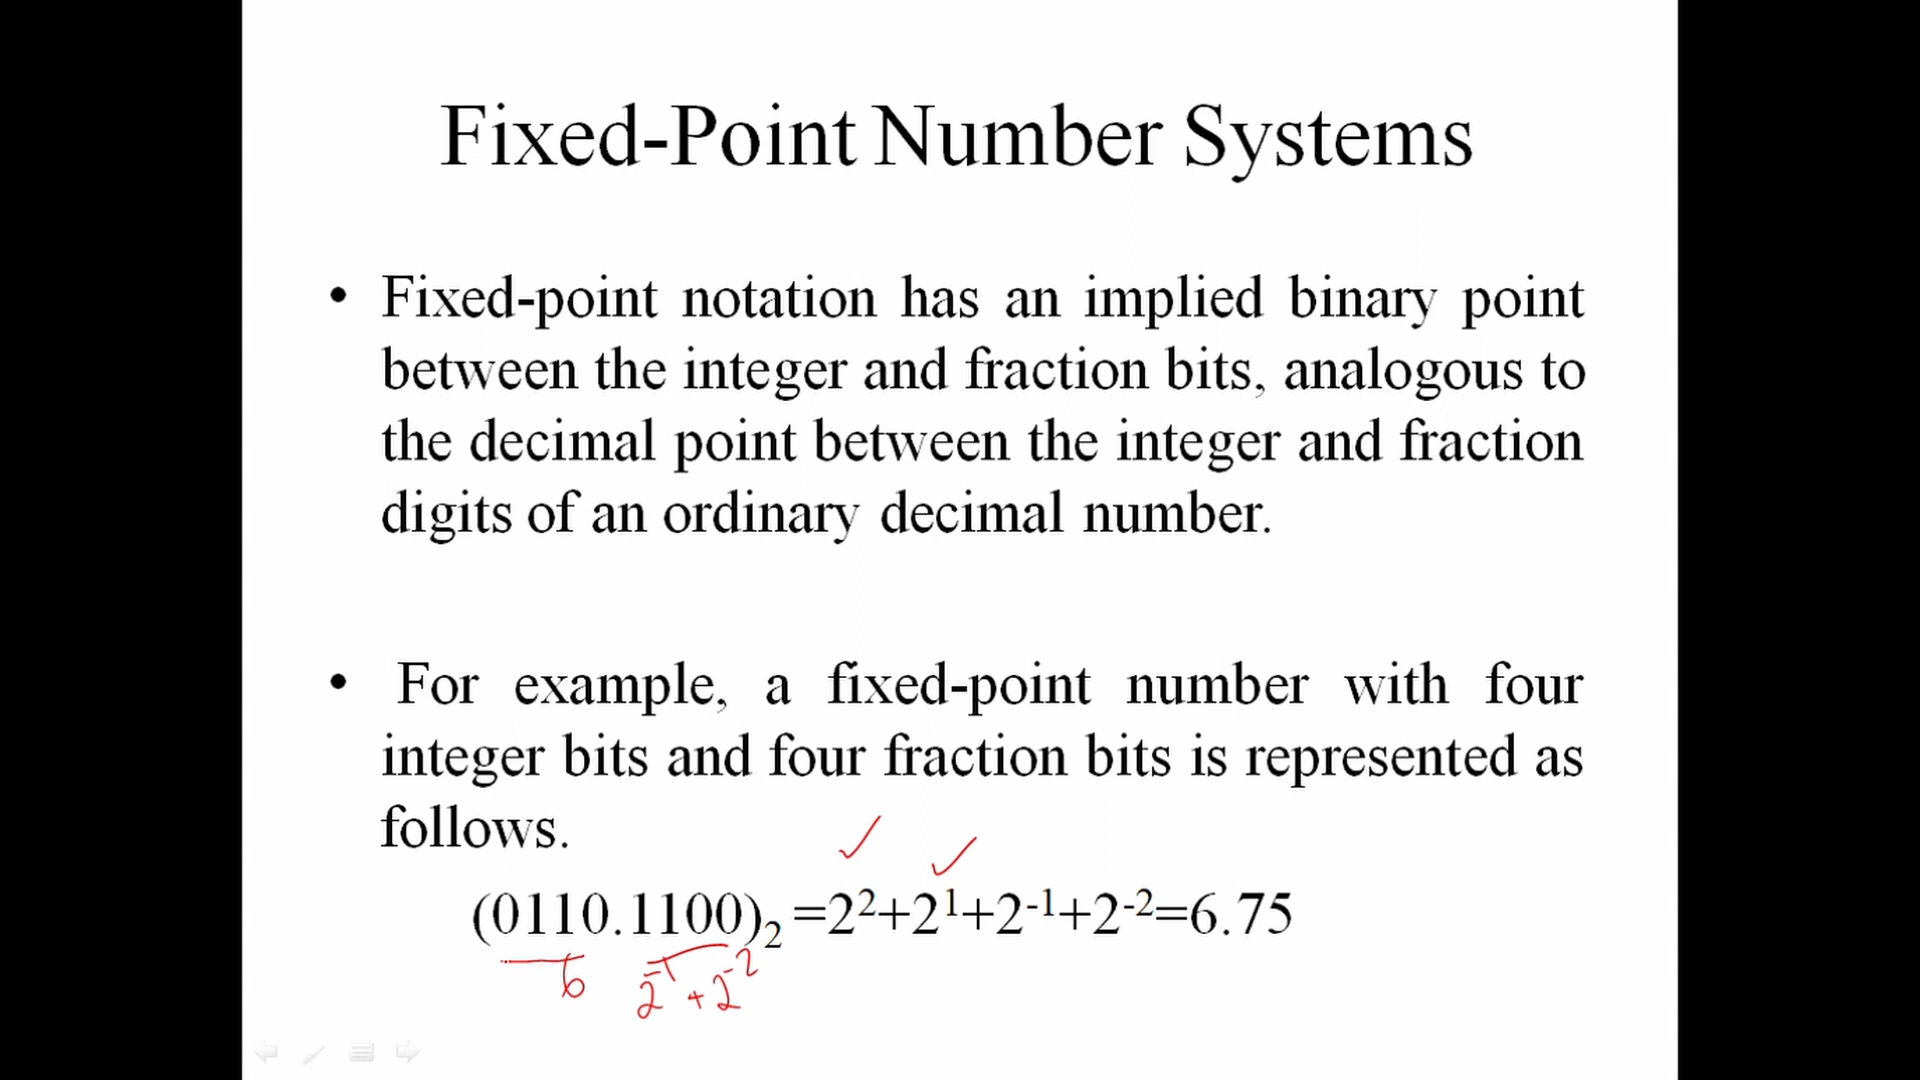 Fixed-Point Number Systems
• Fixed-point notation has an implied binary point
between the integer and fraction bits, analogous to
the decimal point between the integer and fraction
digits of an ordinary decimal number.
• For example, a fixed-point number with four
integer bits and four fraction bits is represented as
follows.
(0110.1100)₂ =2²+2¹+2⁻¹+2⁻²=6.75
6 2⁻¹+2⁻²